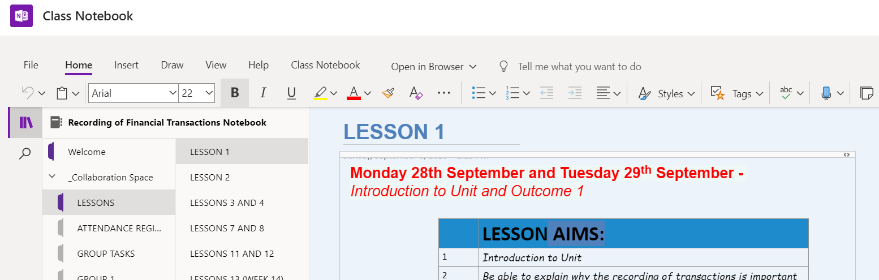 Class Notebook
File Home Insert Draw View Help Class Notebook Open in Browser Tell me what you want to do
Arial 22 B I U A A Styles Tags abc
Recording of Financial Transactions Notebook
Welcome
_Collaboration Space
LESSONS
ATTENDANCE REGI...
GROUP TASKS
GROUP 1
LESSON 1
LESSON 2
LESSONS 3 AND 4
LESSONS 7 AND 8
LESSONS 11 AND 12
LESSONS 13 (WEEK 14)
LESSON 1
Monday 28th September and Tuesday 29th September -
Introduction to Unit and Outcome 1
LESSON AIMS:
1 Introduction to Unit
2 Be able to explain why the recording of transactions is important